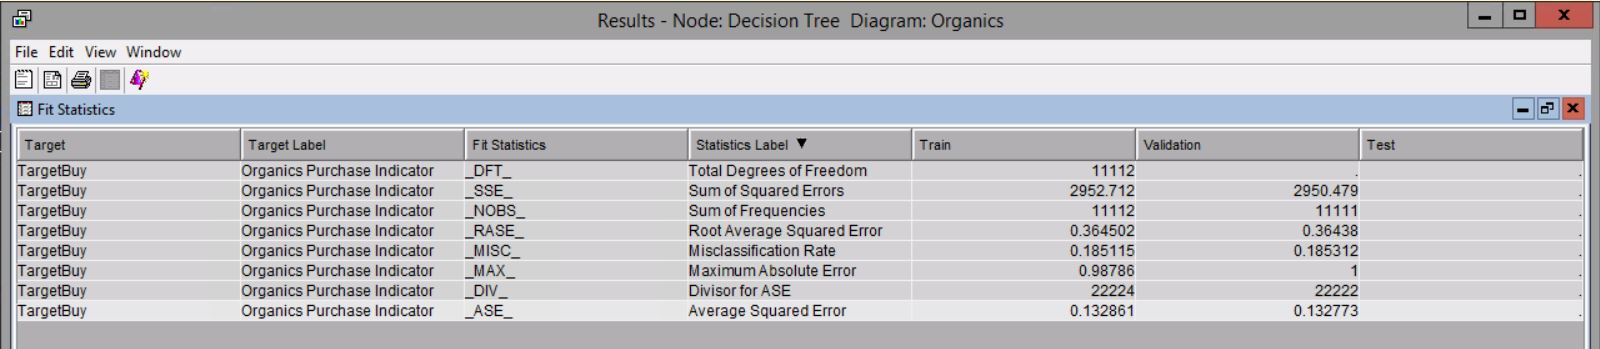 Results - Node: Decision Tree Diagram: Organics
File Edit View Window
Fit Statistics
Target Target Label Fit Statistics Statistics Label ▼ Train Validation Test
TargetBuy Organics Purchase Indicator _DFT_ Total Degrees of Freedom 11112 . .
TargetBuy Organics Purchase Indicator _SSE_ Sum of Squared Errors 2952.712 2950.479 .
TargetBuy Organics Purchase Indicator _NOBS_ Sum of Frequencies 11112 11111 .
TargetBuy Organics Purchase Indicator _RASE_ Root Average Squared Error 0.364502 0.36438 .
TargetBuy Organics Purchase Indicator _MISC_ Misclassification Rate 0.185115 0.185312 .
TargetBuy Organics Purchase Indicator _MAX_ Maximum Absolute Error 0.98786 1 .
TargetBuy Organics Purchase Indicator _DIV_ Divisor for ASE 22224 22222 .
TargetBuy Organics Purchase Indicator _ASE_ Average Squared Error 0.132861 0.132773 .